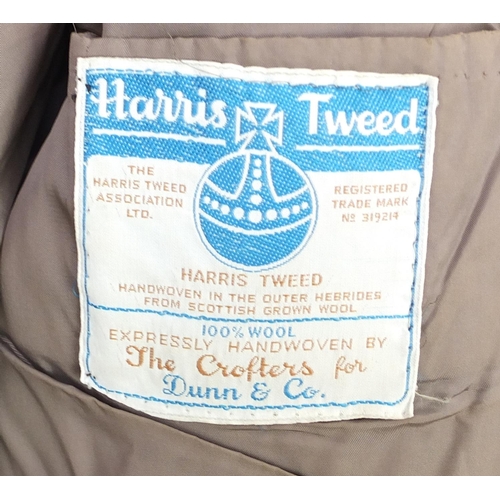 Harris Tweed
THE
HARRIS TWEED
ASSOCIATION
LTD.
REGISTERED
TRADE MARK
No 319214
HARRIS TWEED
HANDWOVEN IN THE OUTER HEBRIDES
FROM SCOTTISH GROWN WOOL
100% WOOL
EXPRESSLY HANDWOVEN BY
The Crofters for
Dunn & Co.